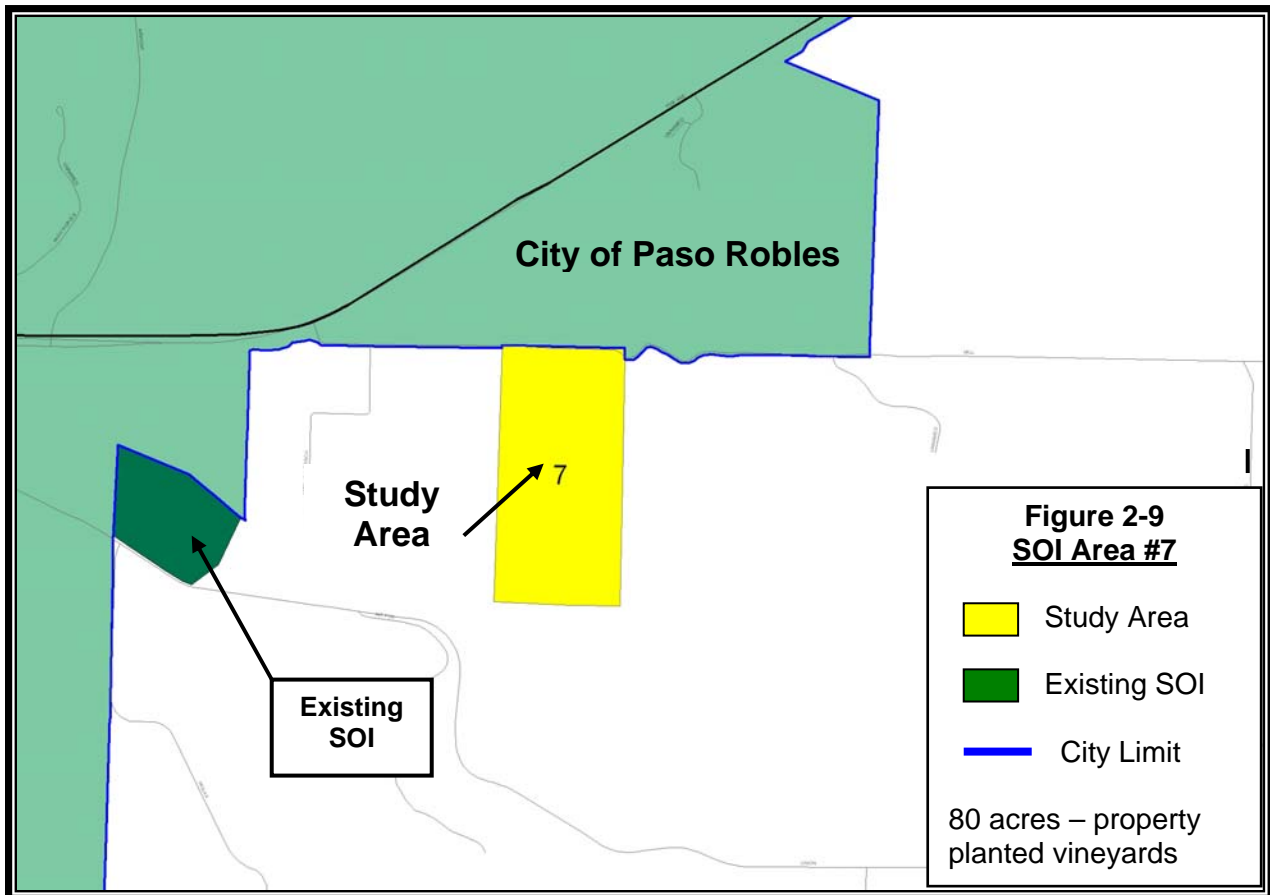 City of Paso Robles
7
Study
Area
Existing
SOI
Figure 2-9
SOI Area #7
Study Area
Existing SOI
City Limit
80 acres – property
planted vineyards